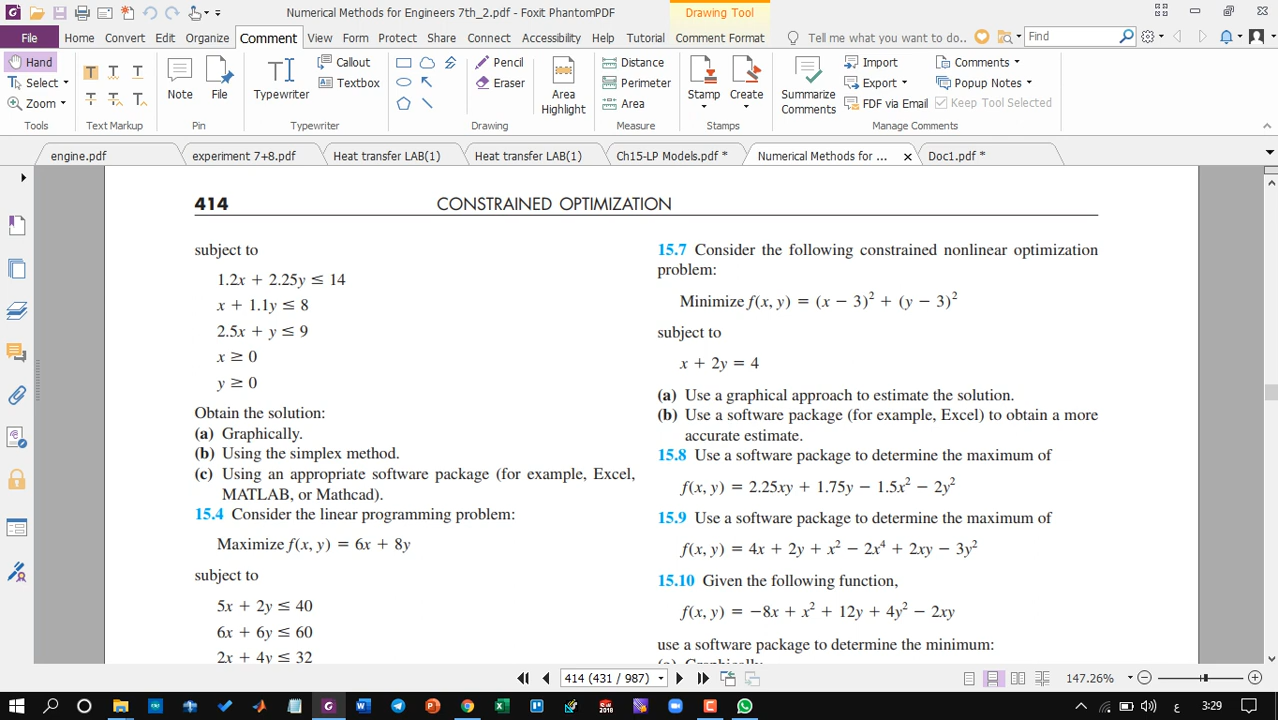 Numerical Methods for Engineers 7th_2.pdf - Foxit PhantomPDF
Drawing Tool
File Home Convert Edit Organize Comment View Form Protect Share Connect Accessibility Help Tutorial Comment Format Tell me what you want to do.. Find
Hand
Select
Zoom
Tools
T T T
T T T
Text Markup
Note
File
Pin
Typewriter
Callout
Textbox
Typewriter
Pencil
Eraser
Area
Highlight
Drawing
Distance
Perimeter
Area
Measure
Stamp
Create
Stamps
Summarize
Comments
Import
Export
FDF via Email
Comments
Popup Notes
Keep Tool Selected
Manage Comments
engine.pdf experiment 7+8.pdf Heat transfer LAB(1) Heat transfer LAB(1) Ch15-LP Models.pdf * Numerical Methods for ... Doc1.pdf *
414 CONSTRAINED OPTIMIZATION
subject to
1.2x + 2.25y ≤ 14
x + 1.1y ≤ 8
2.5x + y ≤ 9
x ≥ 0
y ≥ 0
Obtain the solution:
(a) Graphically.
(b) Using the simplex method.
(c) Using an appropriate software package (for example, Excel,
MATLAB, or Mathcad).
15.4 Consider the linear programming problem:
Maximize f(x, y) = 6x + 8y
subject to
5x + 2y ≤ 40
6x + 6y ≤ 60
2x + 4y ≤ 32
15.7 Consider the following constrained nonlinear optimization
problem:
Minimize f(x, y) = (x − 3)² + (y − 3)²
subject to
x + 2y = 4
(a) Use a graphical approach to estimate the solution.
(b) Use a software package (for example, Excel) to obtain a more
accurate estimate.
15.8 Use a software package to determine the maximum of
f(x, y) = 2.25xy + 1.75y − 1.5x² − 2y²
15.9 Use a software package to determine the maximum of
f(x, y) = 4x + 2y + x² − 2x⁴ + 2xy − 3y²
15.10 Given the following function,
f(x, y) = −8x + x² + 12y + 4y² − 2xy
use a software package to determine the minimum:
(a) Graphically.
414 (431 / 987)
147.26%
ع 3:29